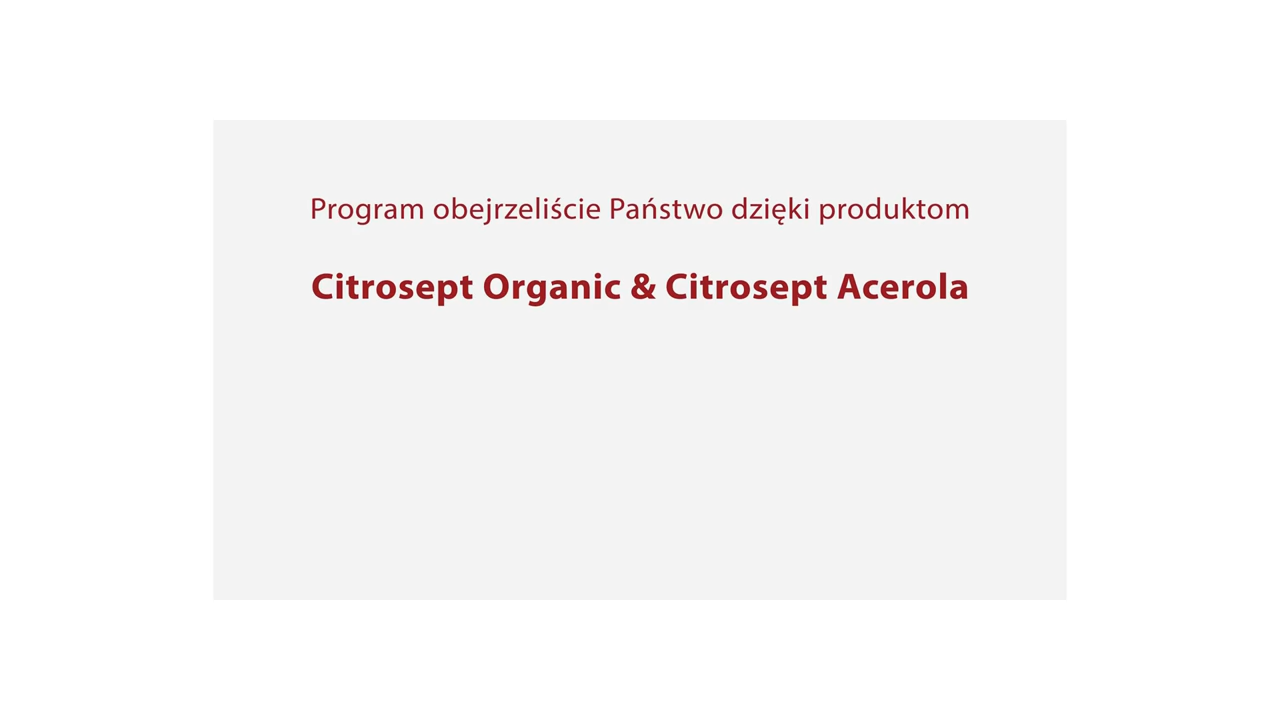 Program obejrzeliście Państwo dzięki produktom
Citrosept Organic & Citrosept Acerola